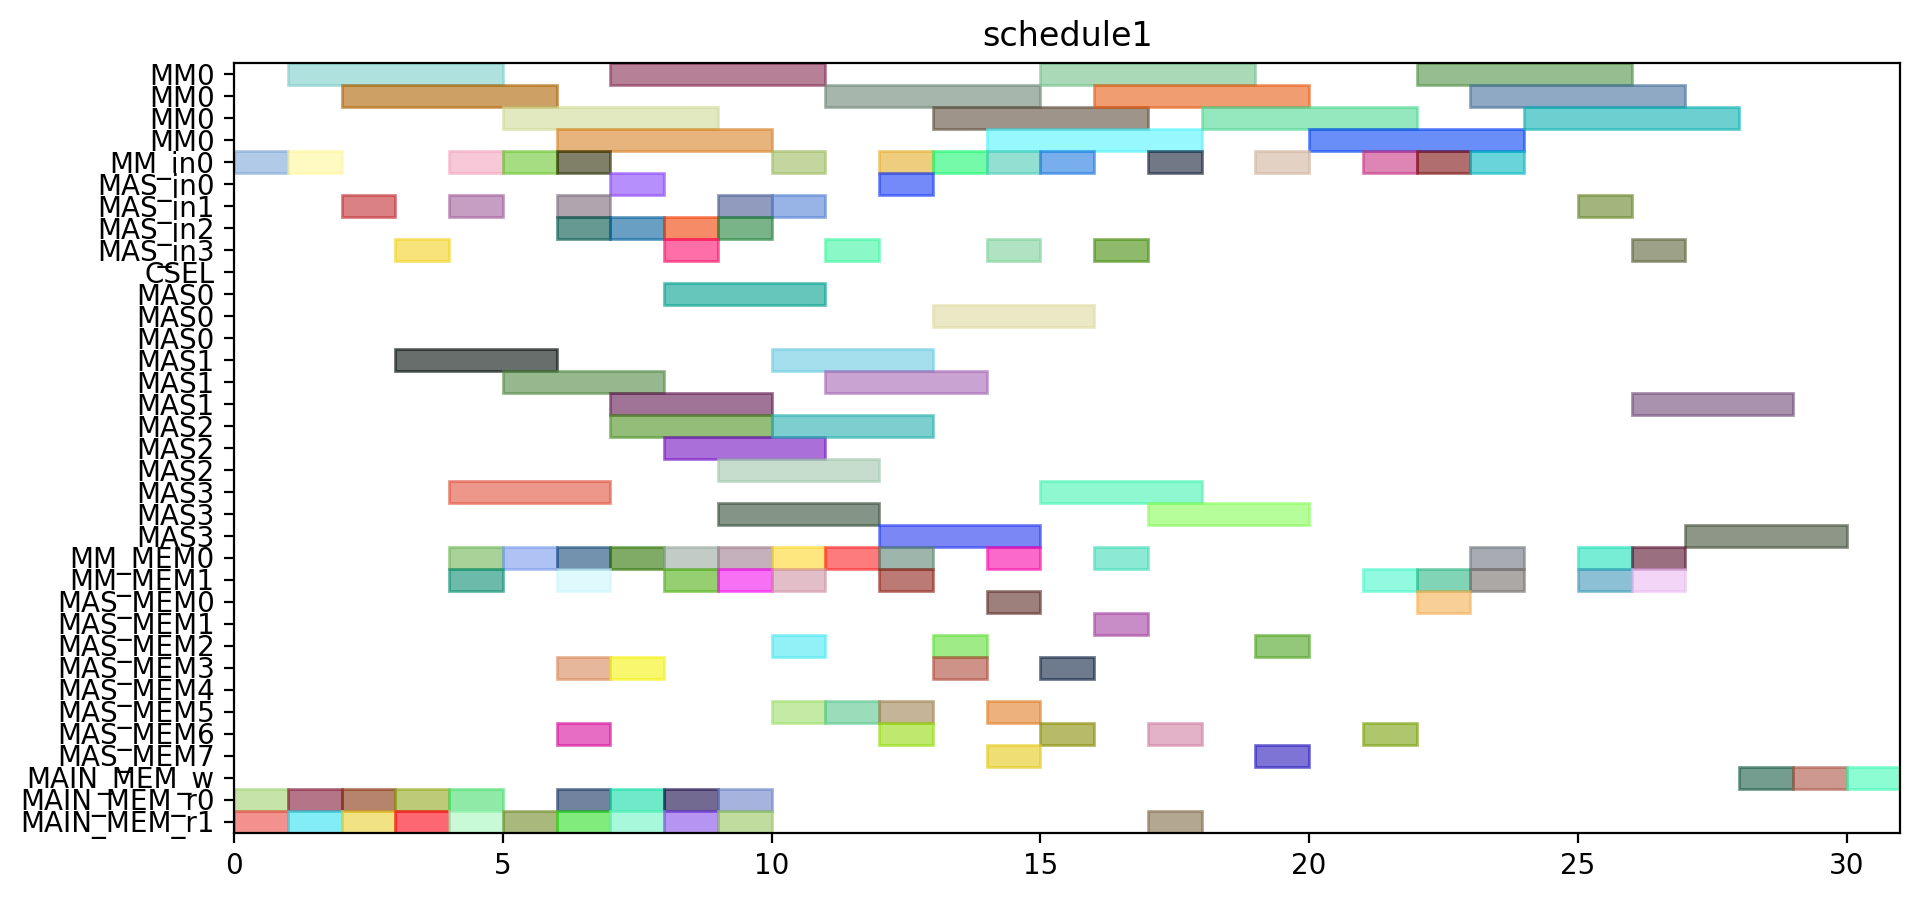 schedule1
MM0
MM0
MM0
MM0
MM_in0
MAS_in0
MAS_in1
MAS_in2
MAS_in3
CSEL
MAS0
MAS0
MAS0
MAS1
MAS1
MAS1
MAS2
MAS2
MAS2
MAS3
MAS3
MAS3
MM_MEM0
MM_MEM1
MAS_MEM0
MAS_MEM1
MAS_MEM2
MAS_MEM3
MAS_MEM4
MAS_MEM5
MAS_MEM6
MAS_MEM7
MAIN_MEM_w
MAIN_MEM_r0
MAIN_MEM_r1
0 5 10 15 20 25 30